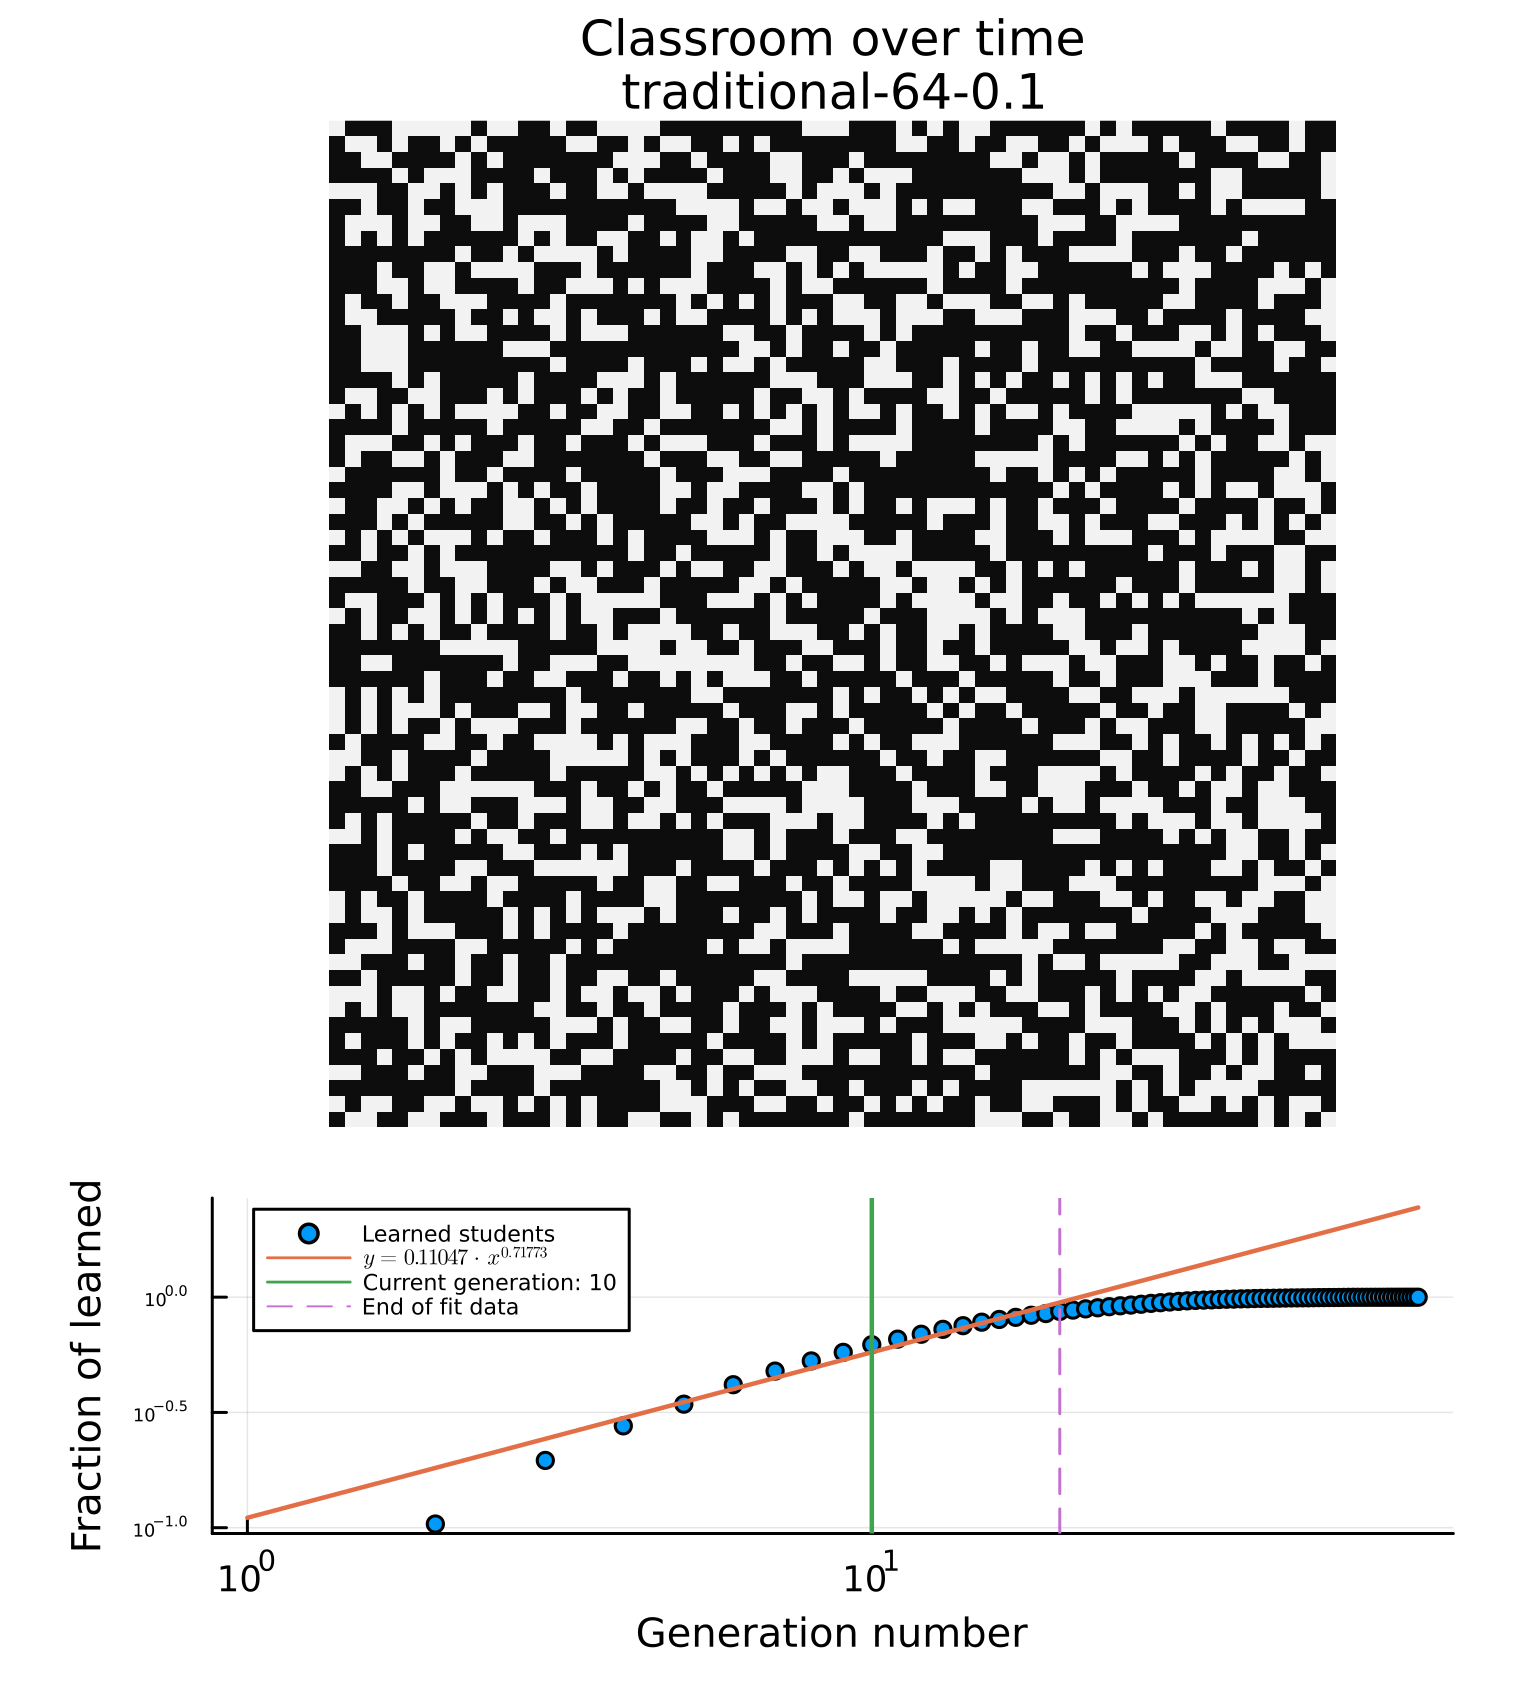 Classroom over time
traditional-64-0.1
Fraction of learned
Learned students
y = 0.11047 · x^0.71773
Current generation: 10
End of fit data
10^0.0
10^−0.5
10^−1.0
10^0
10^1
Generation number